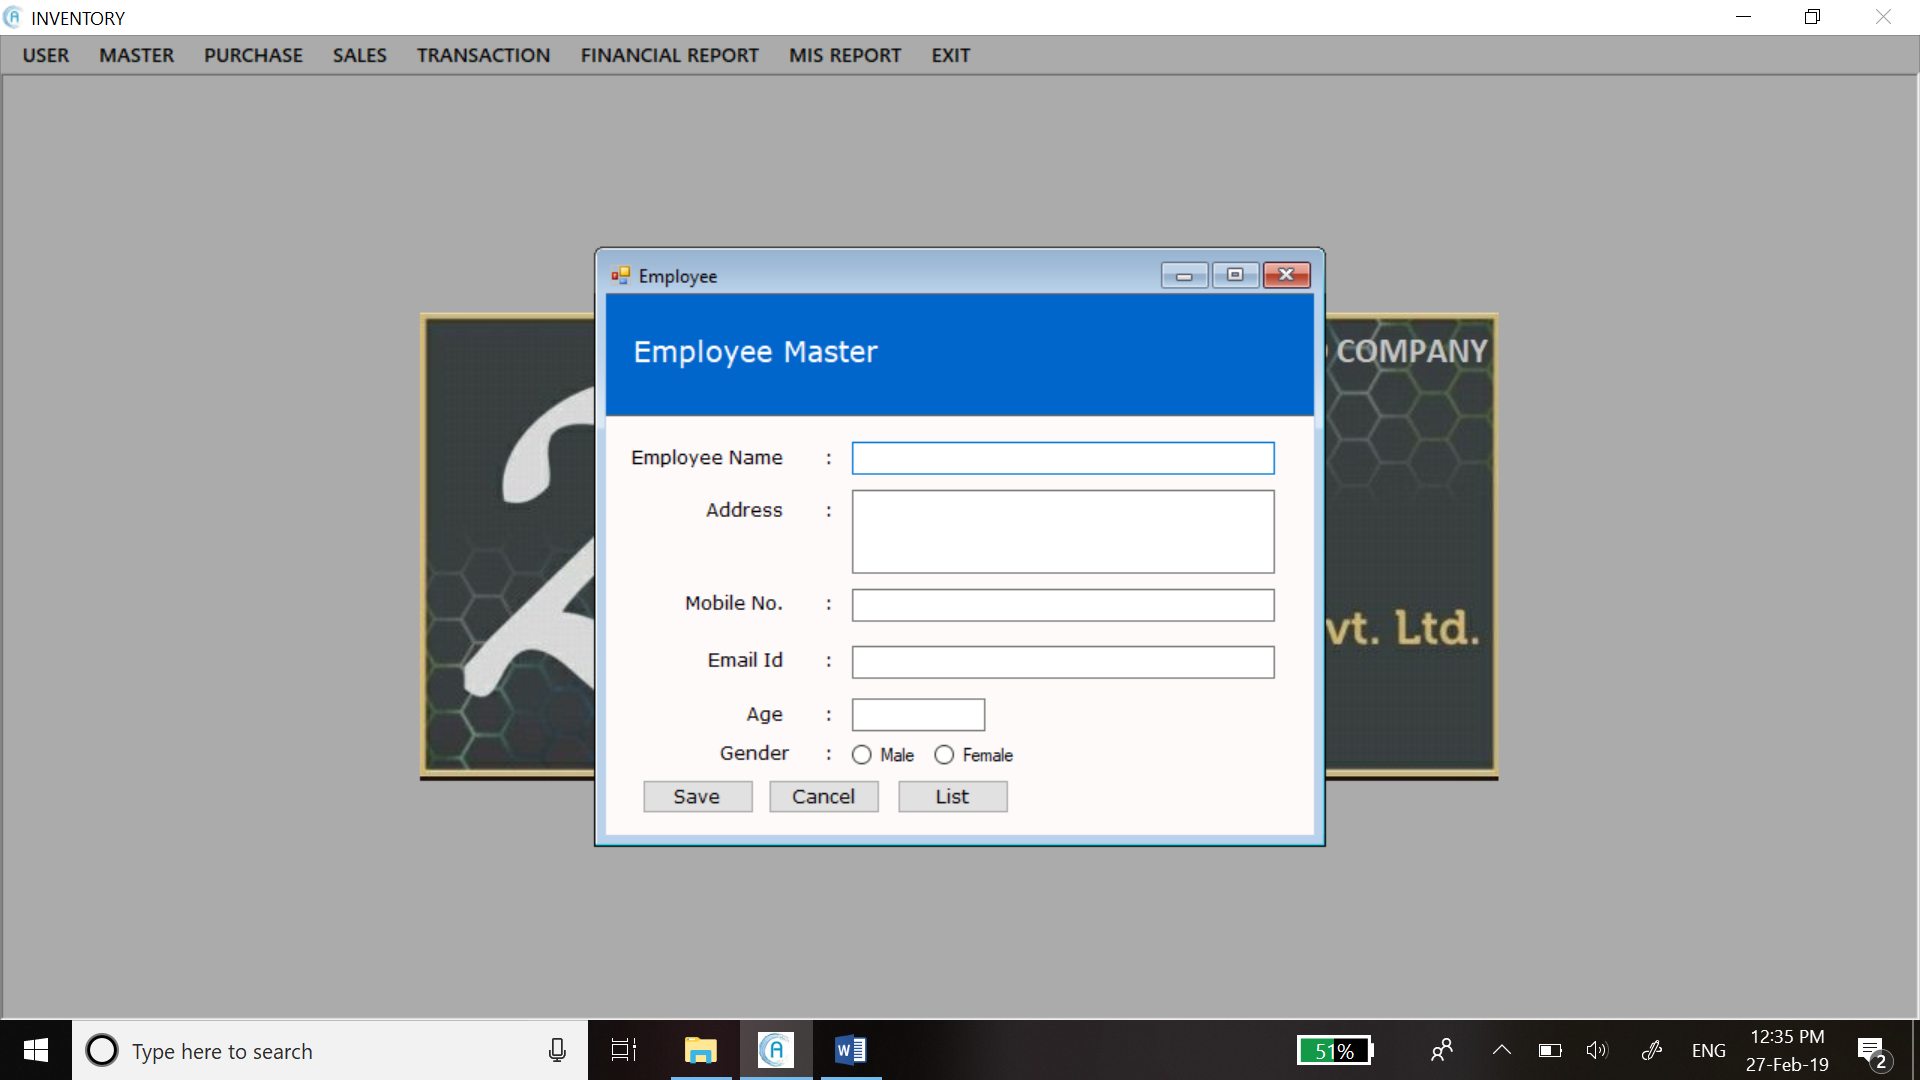 INVENTORY
USER MASTER PURCHASE SALES TRANSACTION FINANCIAL REPORT MIS REPORT EXIT
Employee
Employee Master
COMPANY
Employee Name :
Address :
Mobile No. :
Email Id :
vt. Ltd.
Age :
Gender : Male Female
Save Cancel List
Type here to search
51%
ENG
12:35 PM
27-Feb-19
2